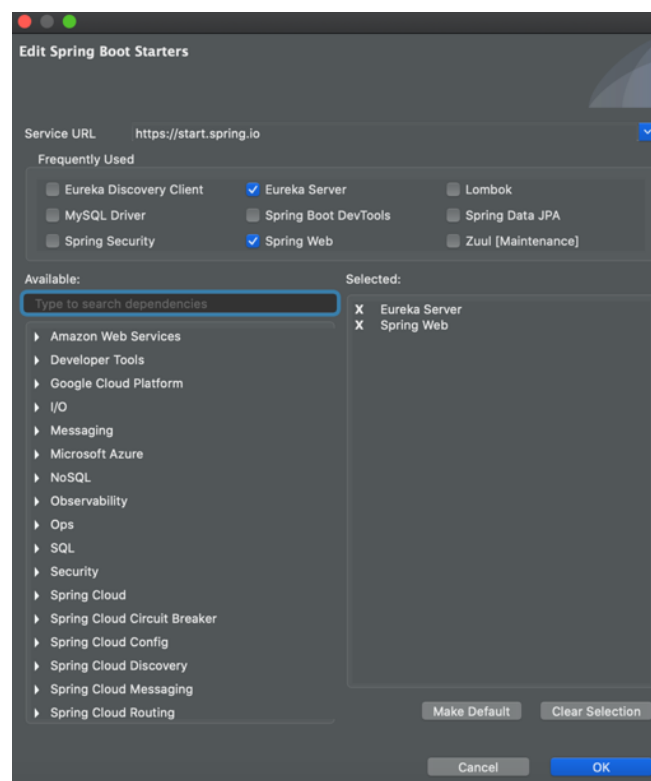 Edit Spring Boot Starters
Service URL https://start.spring.io
Frequently Used
Eureka Discovery Client Eureka Server Lombok
MySQL Driver Spring Boot DevTools Spring Data JPA
Spring Security Spring Web Zuul [Maintenance]
Available: Selected:
Type to search dependencies
X Eureka Server
X Spring Web
Amazon Web Services
Developer Tools
Google Cloud Platform
I/O
Messaging
Microsoft Azure
NoSQL
Observability
Ops
SQL
Security
Spring Cloud
Spring Cloud Circuit Breaker
Spring Cloud Config
Spring Cloud Discovery
Spring Cloud Messaging
Spring Cloud Routing
Make Default Clear Selection
Cancel OK